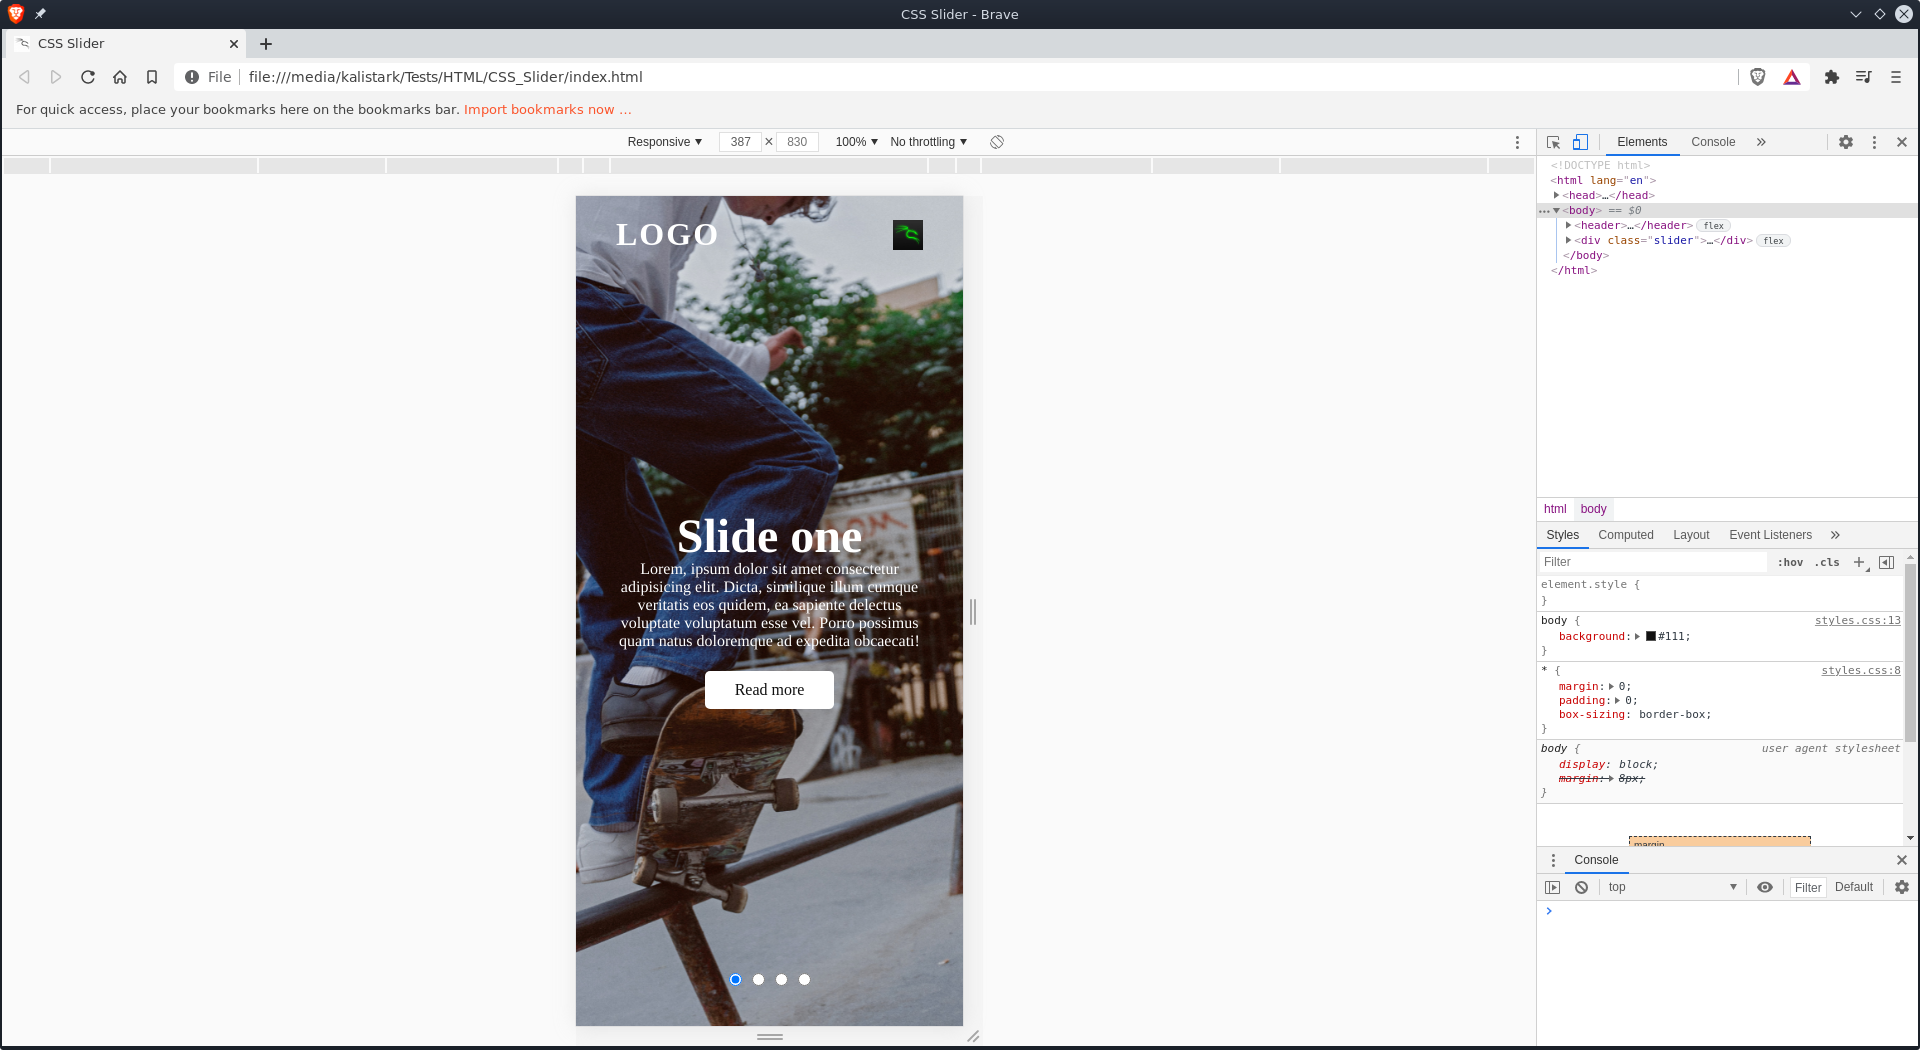 CSS Slider - Brave
CSS Slider
File file:///media/kalistark/Tests/HTML/CSS_Slider/index.html
For quick access, place your bookmarks here on the bookmarks bar. Import bookmarks now ...
Responsive 387 × 830 100% No throttling
LOGO
Slide one
Lorem, ipsum dolor sit amet consectetur
adipisicing elit. Dicta, similique illum cumque
veritatis eos quidem, ea sapiente delectus
voluptate voluptatum esse vel. Porro possimus
quam natus doloremque ad expedita obcaecati!
Read more
Elements Console »
<!DOCTYPE html>
<html lang="en">
<head>…</head>
<body> == $0
<header>…</header> flex
<div class="slider">…</div> flex
</body>
</html>
html body
Styles Computed Layout Event Listeners »
Filter :hov .cls +
element.style {
}
body { styles.css:13
background: #111;
}
* { styles.css:8
margin: 0;
padding: 0;
box-sizing: border-box;
}
body { user agent stylesheet
display: block;
margin: 8px;
}
margin
Console
top Filter Default